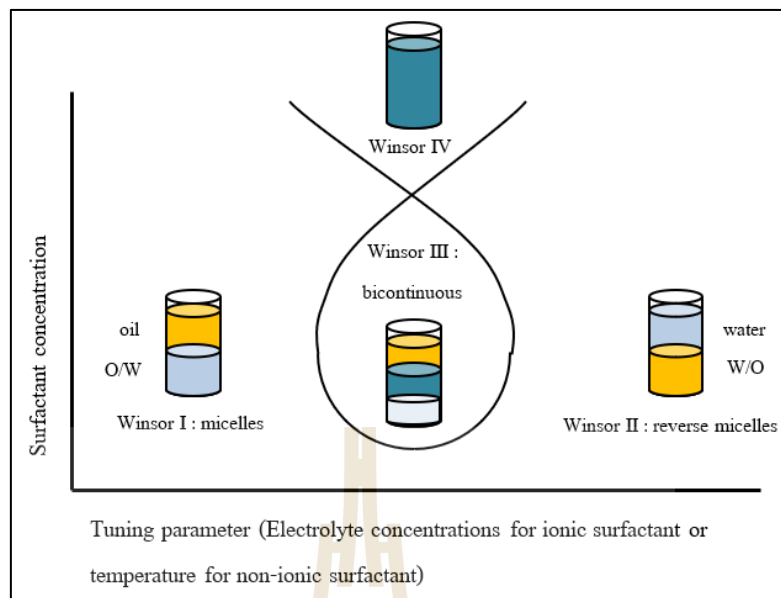 Winsor IV
Winsor III :
bicontinuous
oil
O/W
Winsor I : micelles
water
W/O
Winsor II : reverse micelles
Surfactant concentration
Tuning parameter (Electrolyte concentrations for ionic surfactant or
temperature for non-ionic surfactant)